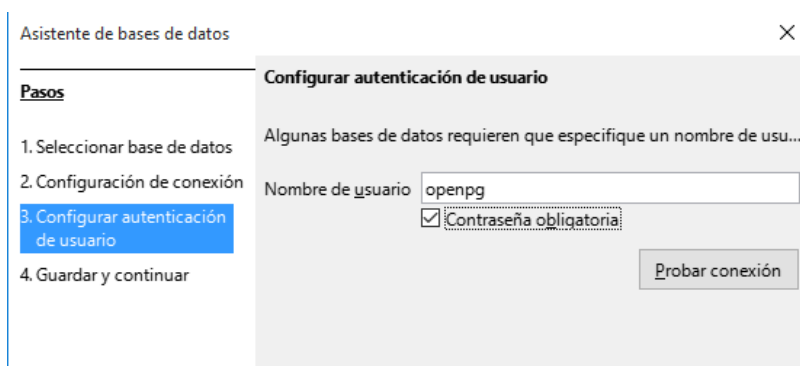 Asistente de bases de datos
Pasos
1. Seleccionar base de datos
2. Configuración de conexión
3. Configurar autenticación
de usuario
4. Guardar y continuar
Configurar autenticación de usuario
Algunas bases de datos requieren que especifique un nombre de usu...
Nombre de usuario openpg
Contraseña obligatoria
Probar conexión